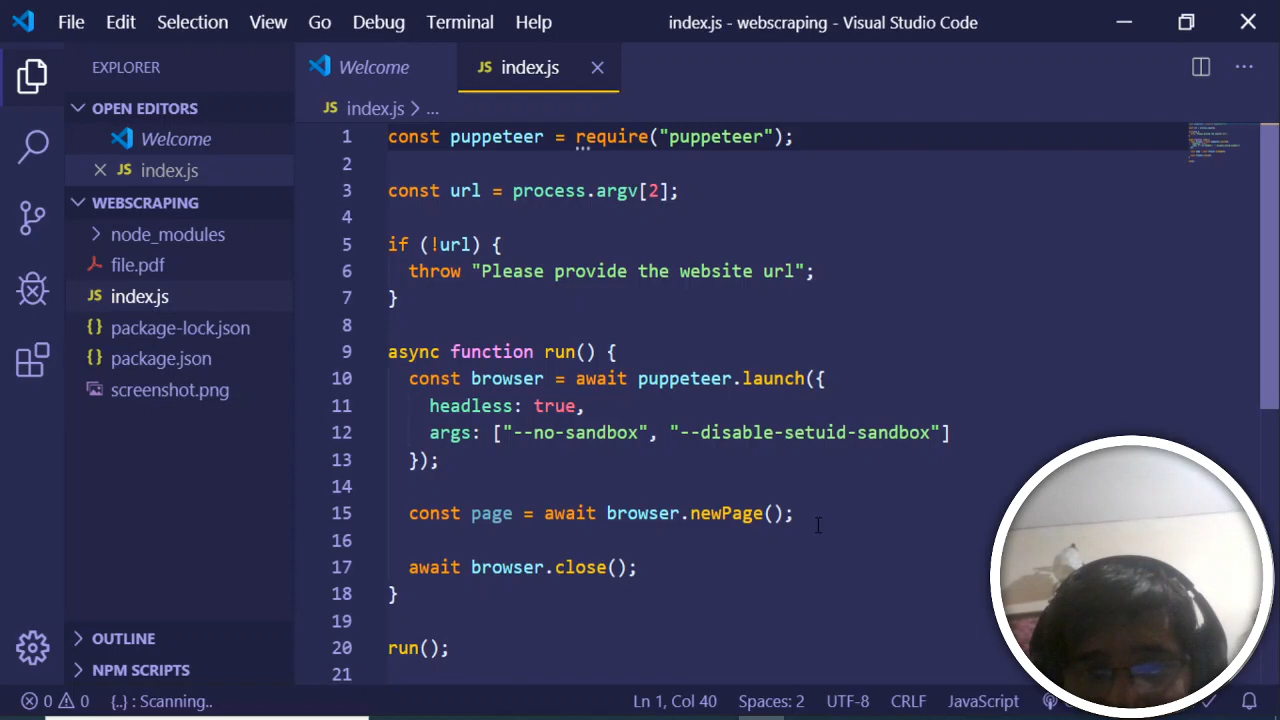 File Edit Selection View Go Debug Terminal Help index.js - webscraping - Visual Studio Code
EXPLORER
OPEN EDITORS
Welcome
JS index.js
WEBSCRAPING
node_modules
file.pdf
JS index.js
{} package-lock.json
{} package.json
screenshot.png
OUTLINE
NPM SCRIPTS
Welcome JS index.js
JS index.js > ...
1 const puppeteer = require("puppeteer");
2
3 const url = process.argv[2];
4
5 if (!url) {
6 throw "Please provide the website url";
7 }
8
9 async function run() {
10 const browser = await puppeteer.launch({
11 headless: true,
12 args: ["--no-sandbox", "--disable-setuid-sandbox"]
13 });
14
15 const page = await browser.newPage();
16
17 await browser.close();
18 }
19
20 run();
21
0 0 {..} : Scanning.. Ln 1, Col 40 Spaces: 2 UTF-8 CRLF JavaScript